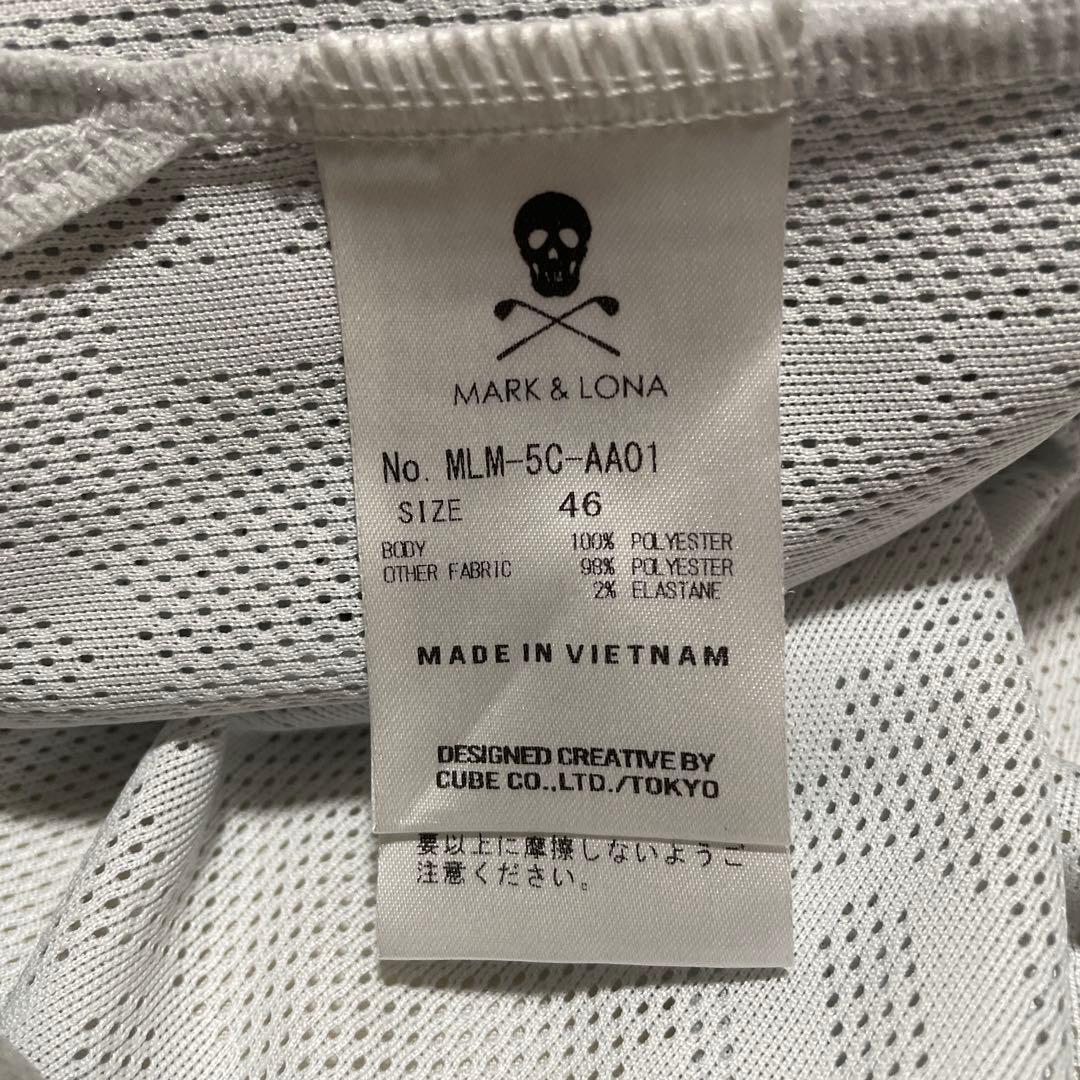 MARK & LONA
No. MLM-5C-AA01
SIZE 46
BODY 100% POLYESTER
OTHER FABRIC 98% POLYESTER
2% ELASTANE
MADE IN VIETNAM
DESIGNED CREATIVE BY
CUBE CO.,LTD./TOKYO
要以上に摩擦しないようご
注意ください。